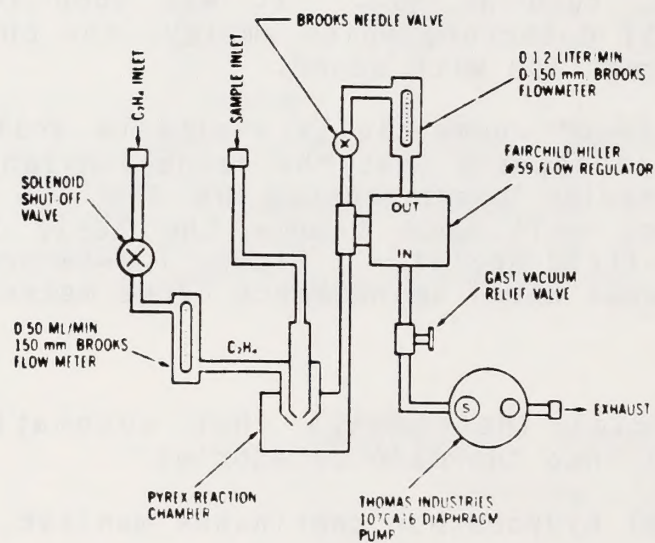 BROOKS NEEDLE VALVE
C₂H₄ INLET
SAMPLE INLET
0-1.2 LITER/MIN
0-150 mm BROOKS
FLOWMETER
SOLENOID
SHUT-OFF
VALVE
FAIRCHILD HILLER
#59 FLOW REGULATOR
OUT
IN
GAST VACUUM
RELIEF VALVE
0-50 ML/MIN
150 mm BROOKS
FLOW METER
C₂H₄
S
EXHAUST
PYREX REACTION
CHAMBER
THOMAS INDUSTRIES
107CA16 DIAPHRAGM
PUMP